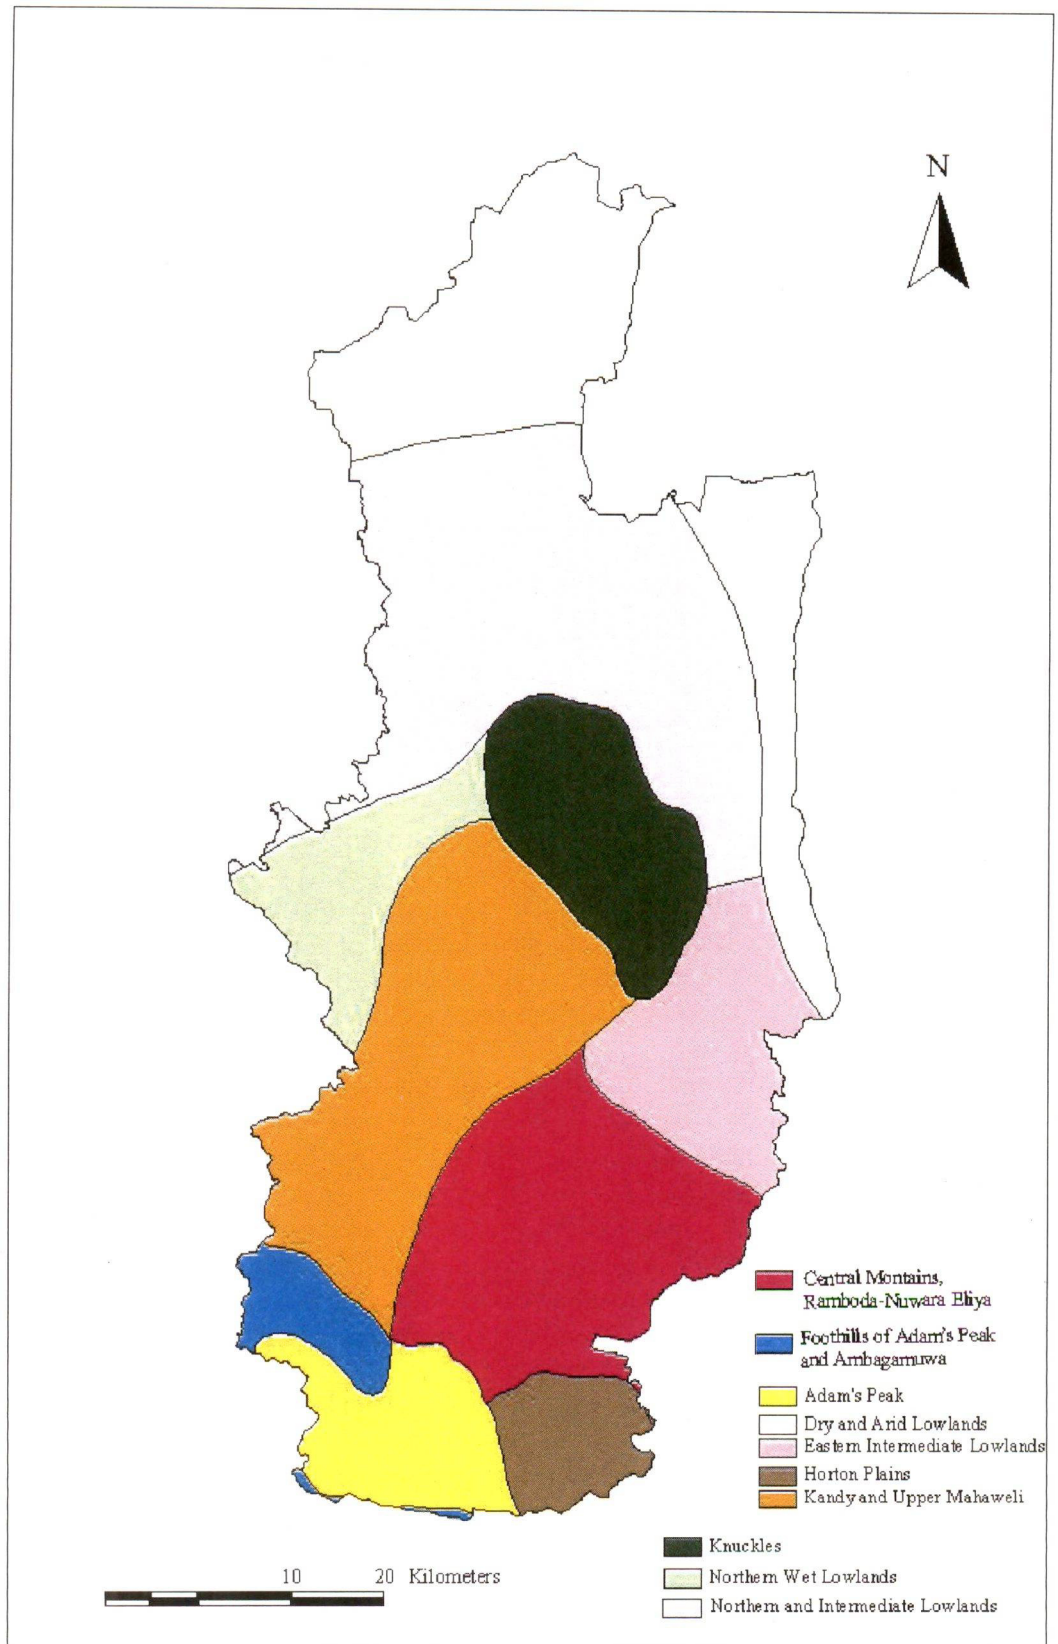 N
Central Montains,
Ramboda-Nuwara Eliya
Foothills of Adam's Peak
and Ambagamuwa
Adam's Peak
Dry and Arid Lowlands
Eastern Intermediate Lowlands
Horton Plains
Kandy and Upper Mahaweli
Knuckles
Northern Wet Lowlands
Northern and Intermediate Lowlands
10 20 Kilometers